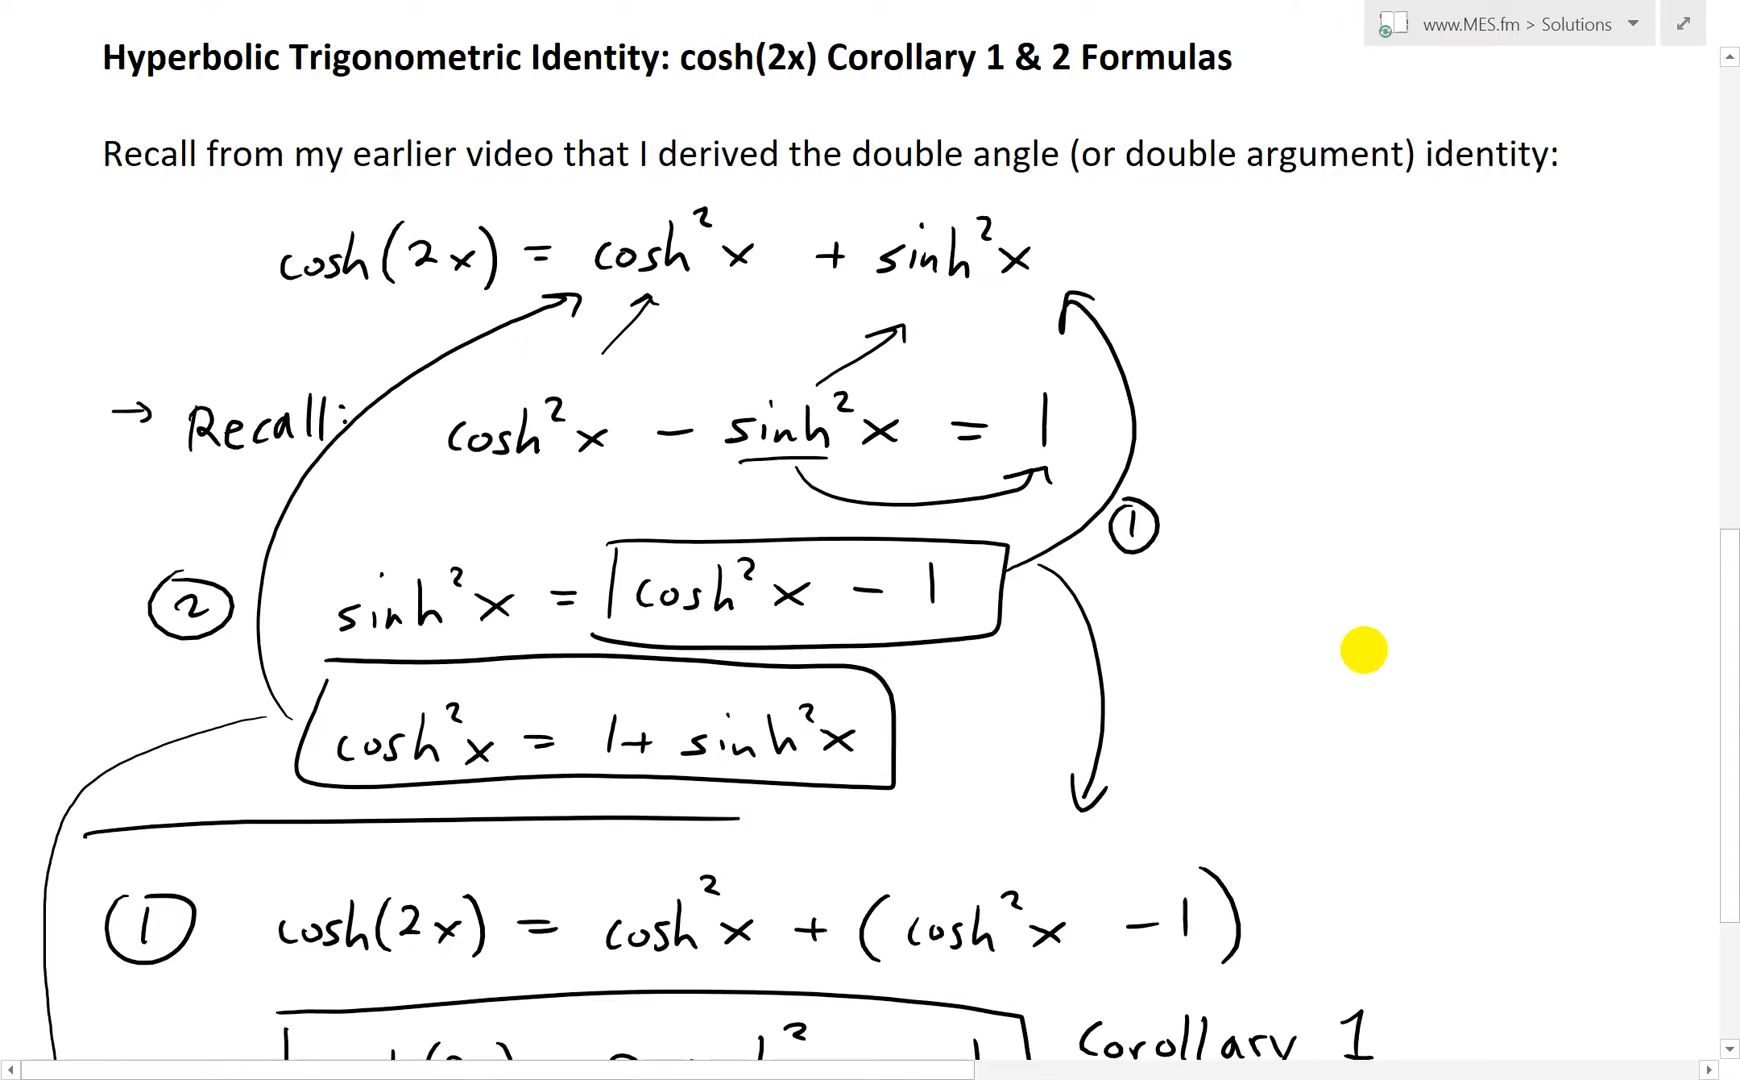 www.MES.fm > Solutions
Hyperbolic Trigonometric Identity: cosh(2x) Corollary 1 & 2 Formulas
Recall from my earlier video that I derived the double angle (or double argument) identity:
cosh(2x) = cosh²x + sinh²x
→ Recall: cosh²x − sinh²x = 1
①
② sinh²x = cosh²x − 1
cosh²x = 1 + sinh²x
① cosh(2x) = cosh²x + (cosh²x − 1)
Corollary 1